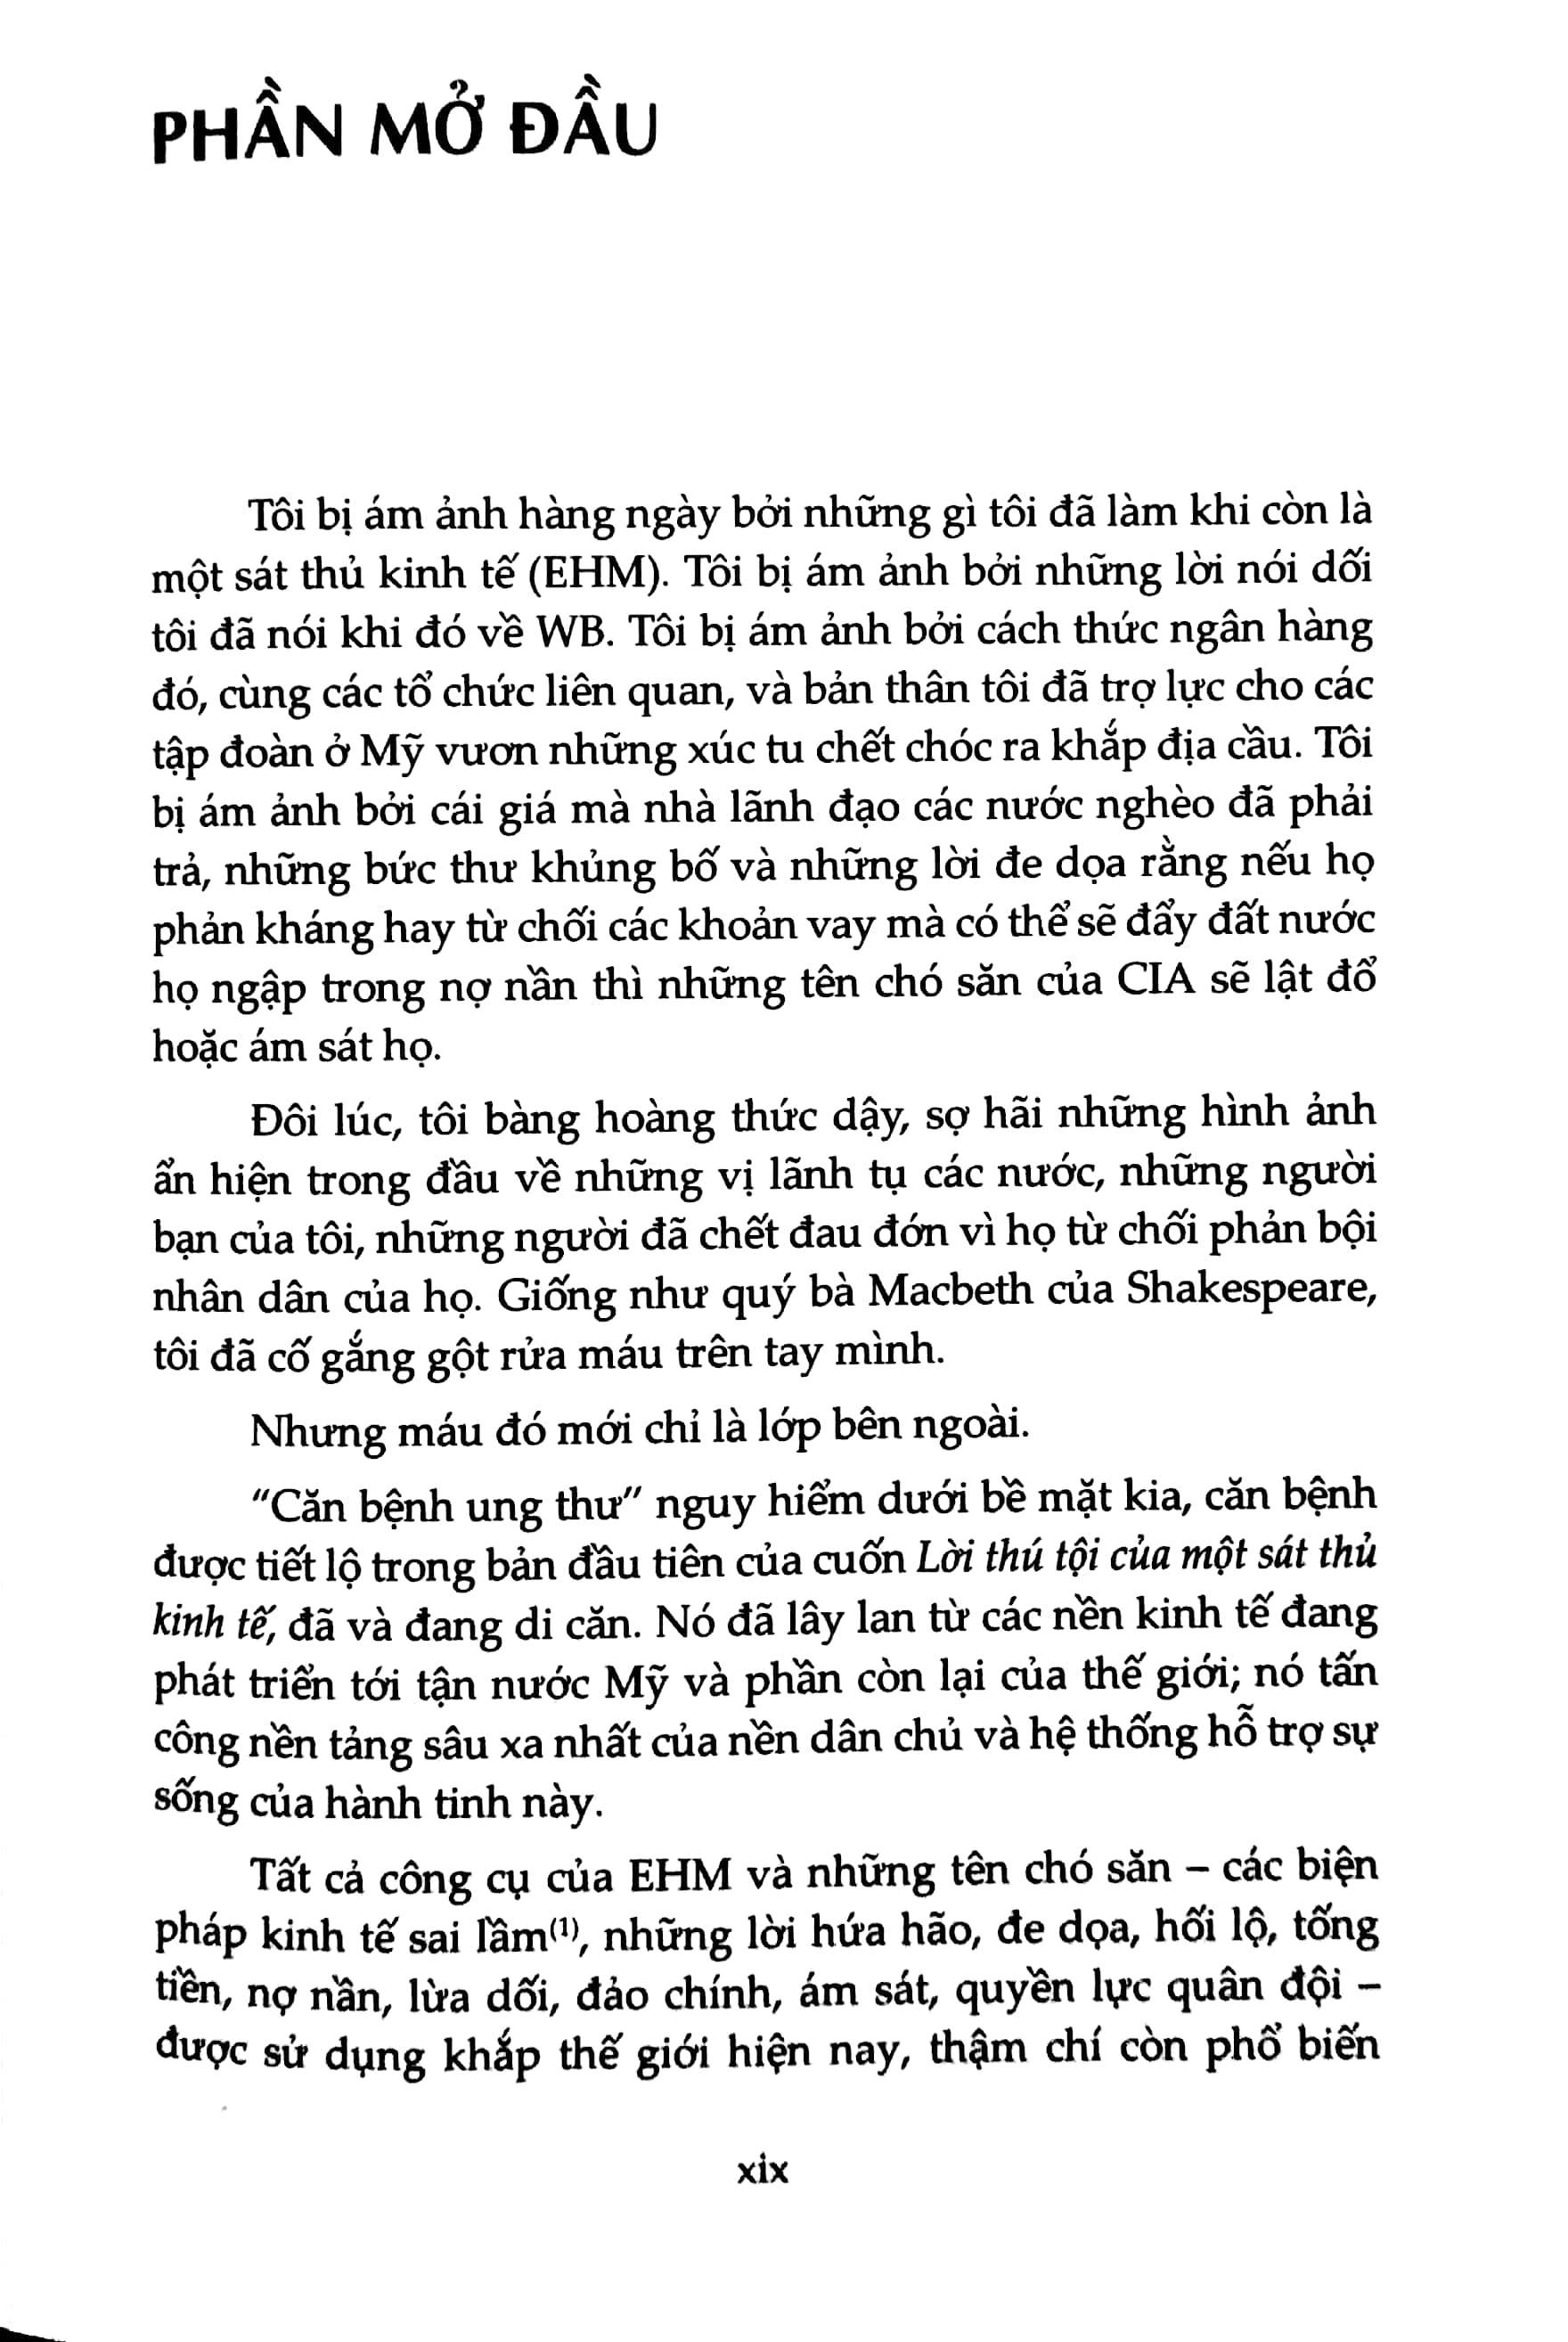 PHẦN MỞ ĐẦU
Tôi bị ám ảnh hàng ngày bởi những gì tôi đã làm khi còn là
một sát thủ kinh tế (EHM). Tôi bị ám ảnh bởi những lời nói dối
tôi đã nói khi đó về WB. Tôi bị ám ảnh bởi cách thức ngân hàng
đó, cùng các tổ chức liên quan, và bản thân tôi đã trợ lực cho các
tập đoàn ở Mỹ vươn những xúc tu chết chóc ra khắp địa cầu. Tôi
bị ám ảnh bởi cái giá mà nhà lãnh đạo các nước nghèo đã phải
trả, những bức thư khủng bố và những lời đe dọa rằng nếu họ
phản kháng hay từ chối các khoản vay mà có thể sẽ đẩy đất nước
họ ngập trong nợ nần thì những tên chó săn của CIA sẽ lật đổ
hoặc ám sát họ.
Đôi lúc, tôi bàng hoàng thức dậy, sợ hãi những hình ảnh
ẩn hiện trong đầu về những vị lãnh tụ các nước, những người
bạn của tôi, những người đã chết đau đớn vì họ từ chối phản bội
nhân dân của họ. Giống như quý bà Macbeth của Shakespeare,
tôi đã cố gắng gột rửa máu trên tay mình.
Nhưng máu đó mới chỉ là lớp bên ngoài.
“Căn bệnh ung thư” nguy hiểm dưới bề mặt kia, căn bệnh
được tiết lộ trong bản đầu tiên của cuốn Lời thú tội của một sát thủ
kinh tế, đã và đang di căn. Nó đã lây lan từ các nền kinh tế đang
phát triển tới tận nước Mỹ và phần còn lại của thế giới; nó tấn
công nền tảng sâu xa nhất của nền dân chủ và hệ thống hỗ trợ sự
sống của hành tinh này.
Tất cả công cụ của EHM và những tên chó săn – các biện
pháp kinh tế sai lầm(1), những lời hứa hão, đe dọa, hối lộ, tống
tiền, nợ nần, lừa dối, đảo chính, ám sát, quyền lực quân đội –
được sử dụng khắp thế giới hiện nay, thậm chí còn phổ biến
xix